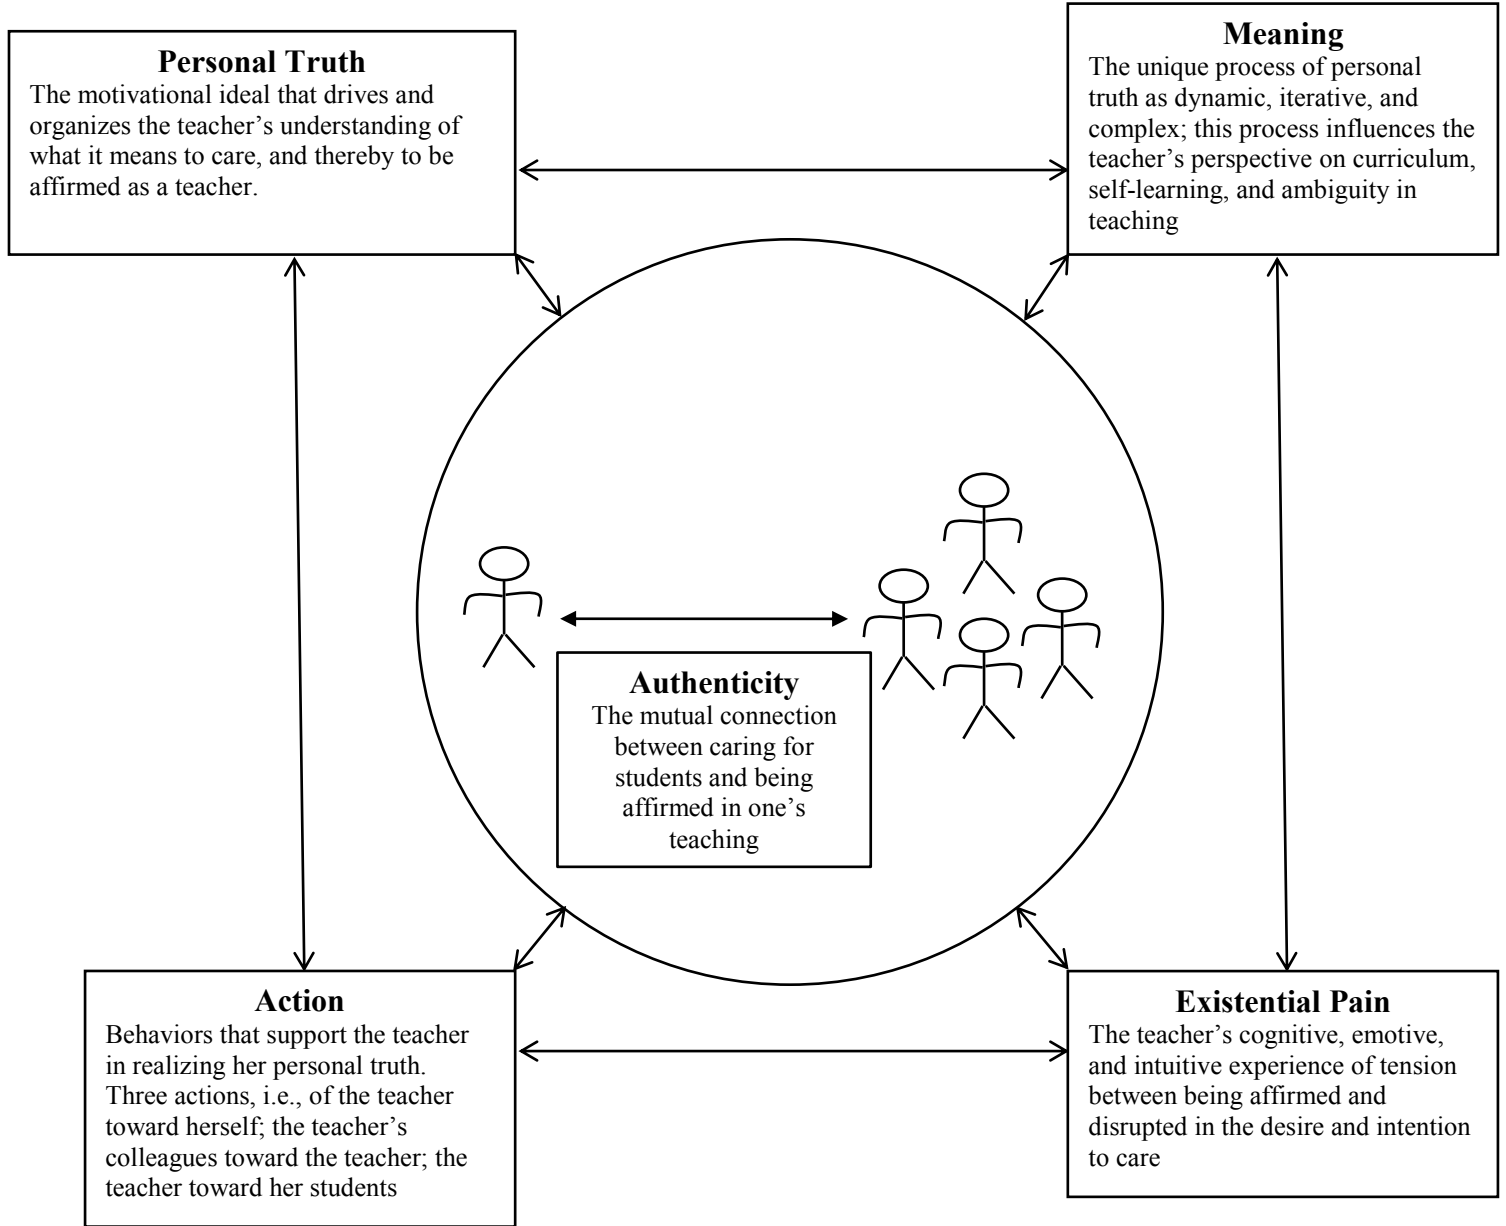 Personal Truth
The motivational ideal that drives and
organizes the teacher’s understanding of
what it means to care, and thereby to be
affirmed as a teacher.
Meaning
The unique process of personal
truth as dynamic, iterative, and
complex; this process influences the
teacher’s perspective on curriculum,
self-learning, and ambiguity in
teaching
Authenticity
The mutual connection
between caring for
students and being
affirmed in one’s
teaching
Action
Behaviors that support the teacher
in realizing her personal truth.
Three actions, i.e., of the teacher
toward herself; the teacher’s
colleagues toward the teacher; the
teacher toward her students
Existential Pain
The teacher’s cognitive, emotive,
and intuitive experience of tension
between being affirmed and
disrupted in the desire and intention
to care